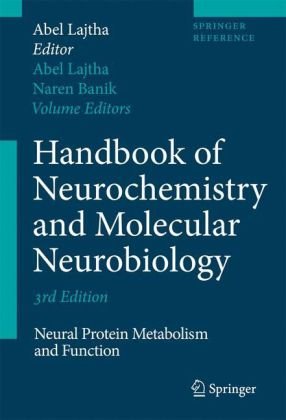 Abel Lajtha
Editor
Abel Lajtha
Naren Banik
Volume Editors
SPRINGER
REFERENCE
Handbook of
Neurochemistry
and Molecular
Neurobiology
3rd Edition
Neural Protein Metabolism
and Function
Springer